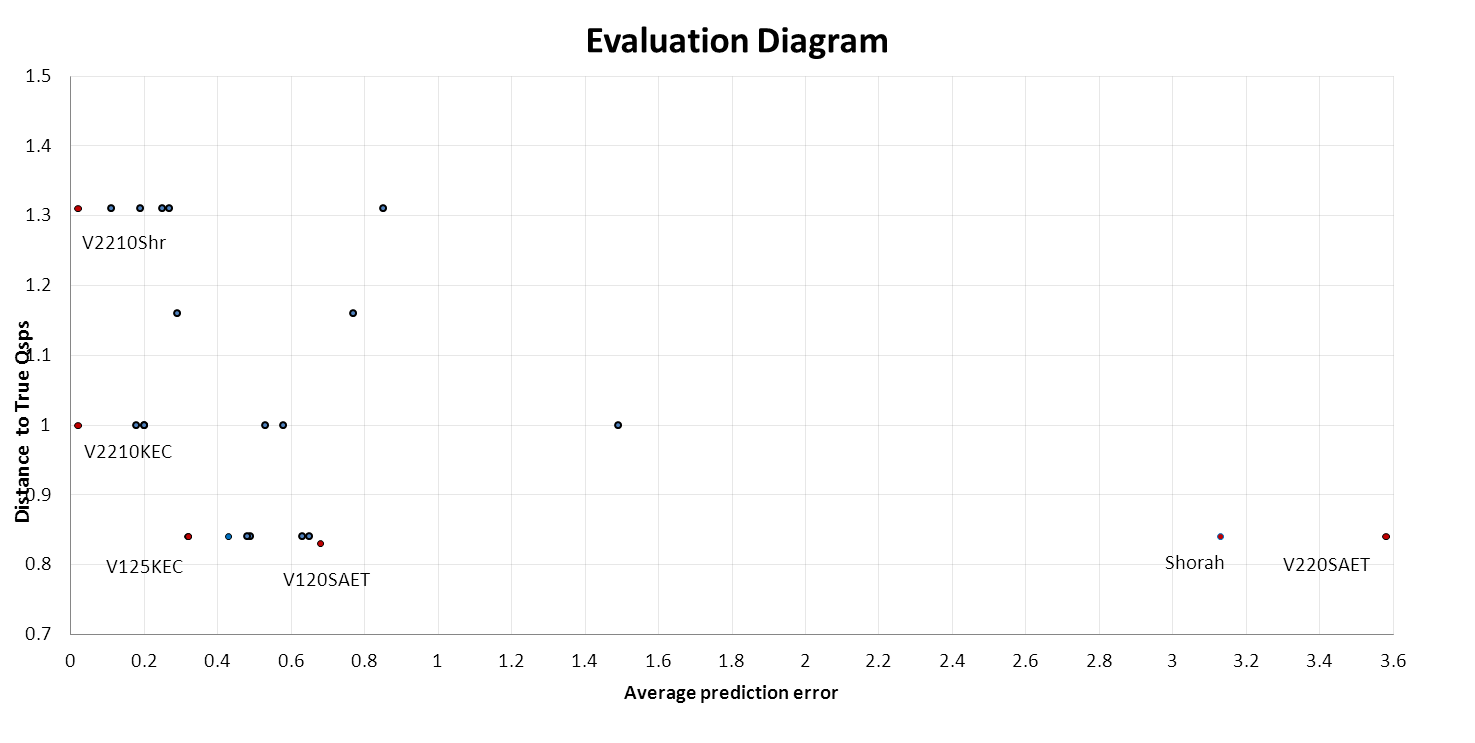 Evaluation Diagram
1.5
1.4
1.3
V2210Shr
1.2
1.1
Distance to True Qsps
1
V2210KEC
0.9
0.8
V125KEC
V120SAET
Shorah
V220SAET
0.7
0 0.2 0.4 0.6 0.8 1 1.2 1.4 1.6 1.8 2 2.2 2.4 2.6 2.8 3 3.2 3.4 3.6
Average prediction error